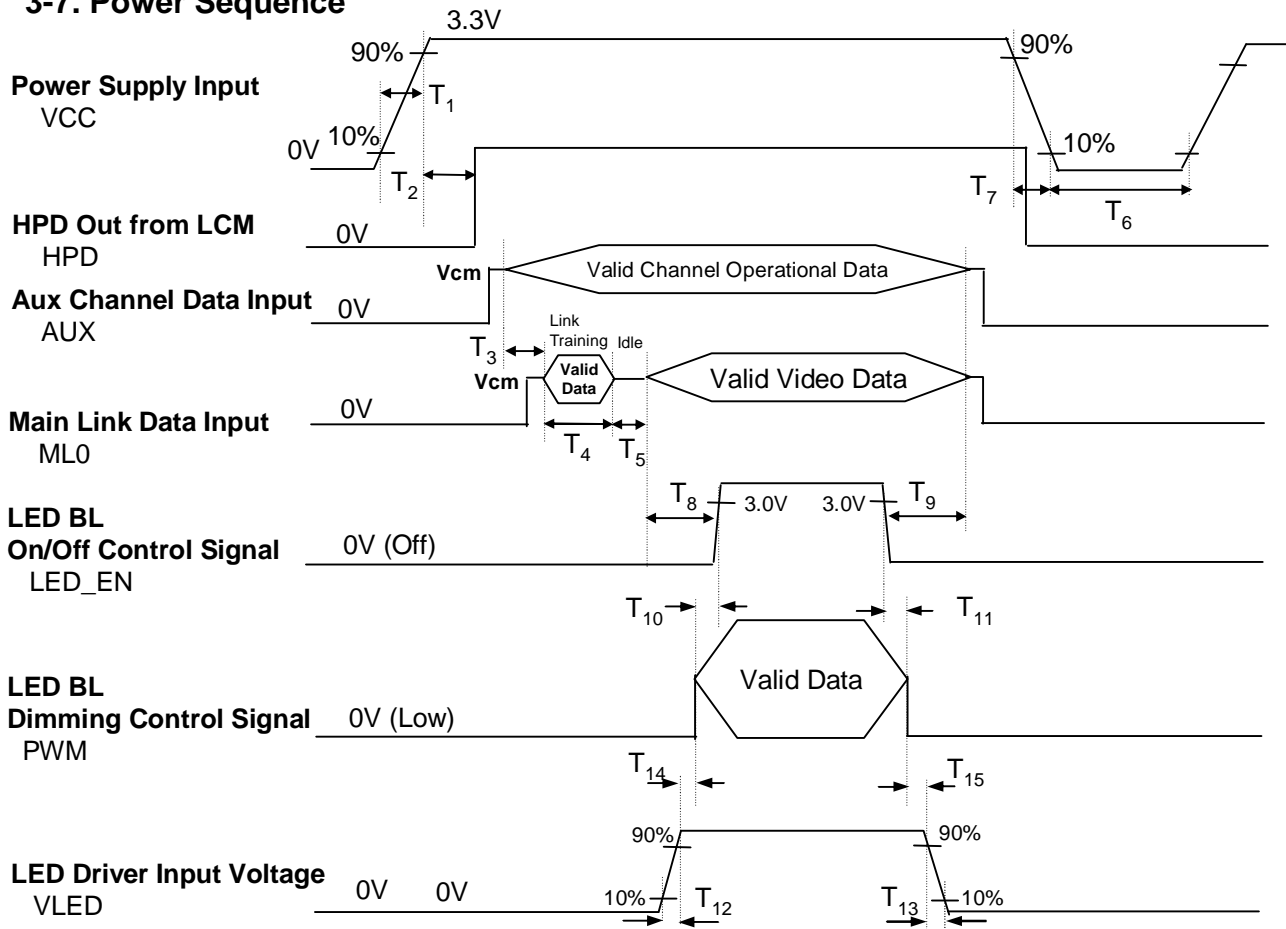 3-7. Power Sequence
3.3V
90%
90%
Power Supply Input
VCC
T1
0V
10%
10%
T2
T7
T6
HPD Out from LCM
HPD
0V
Vcm
Valid Channel Operational Data
Aux Channel Data Input
AUX
0V
Link
Training
Idle
T3
Vcm
Valid
Data
Valid Video Data
Main Link Data Input
ML0
0V
T4
T5
T8
3.0V
3.0V
T9
LED BL
On/Off Control Signal
LED_EN
0V (Off)
T10
T11
Valid Data
LED BL
Dimming Control Signal
PWM
0V (Low)
T14
T15
90%
90%
LED Driver Input Voltage
VLED
0V
0V
10%
T12
T13
10%